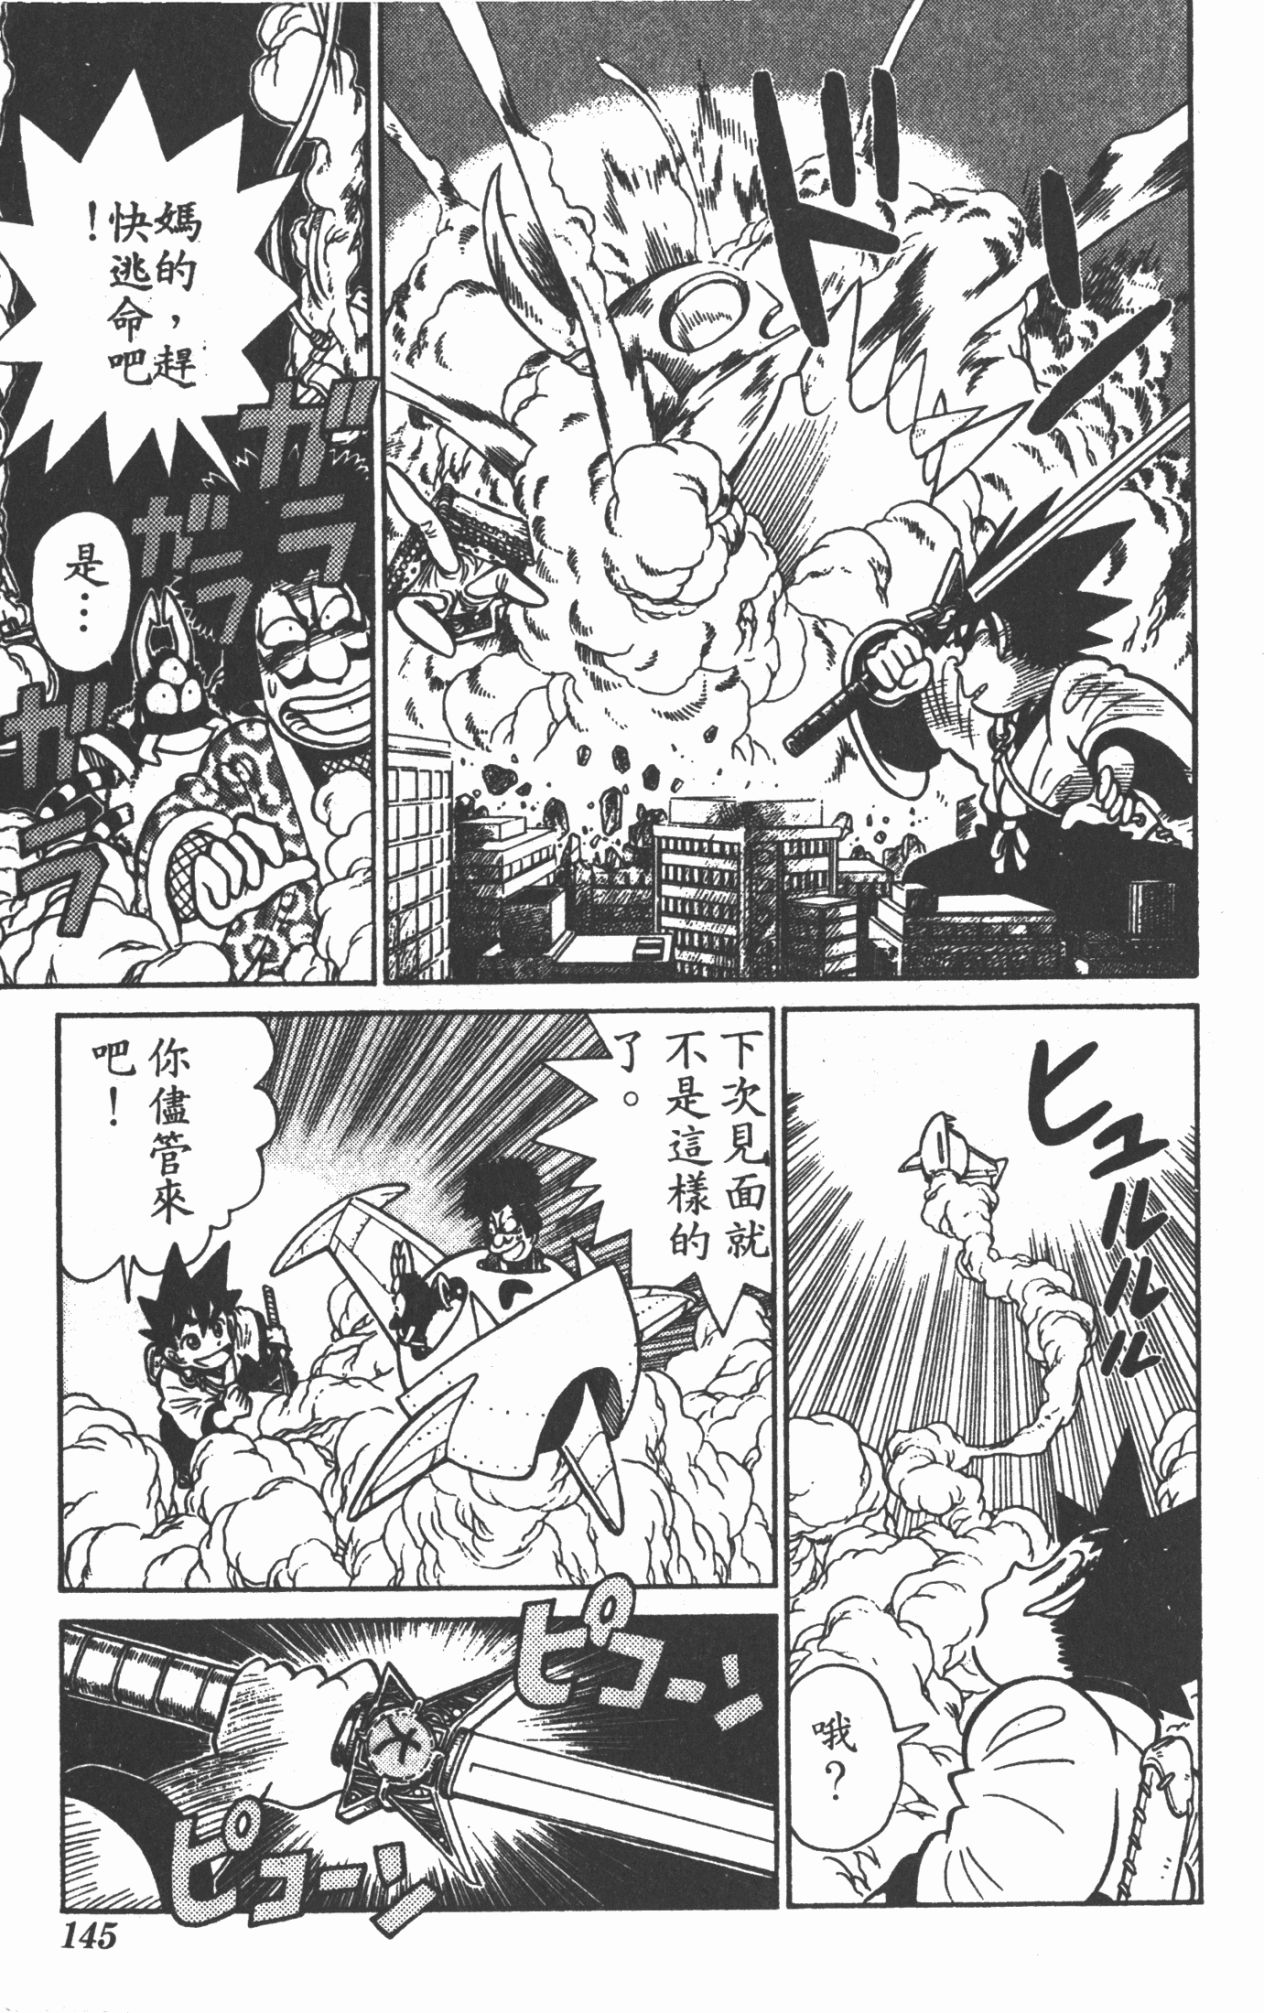 ドドーン
媽的，趕
快逃命吧
！
ガラ
ガラ
ガラ
是…
ヒュルルル
下次見面就
不是這樣的
了。
你儘管來
吧！
哦？
ピコーン
ピコーン
145